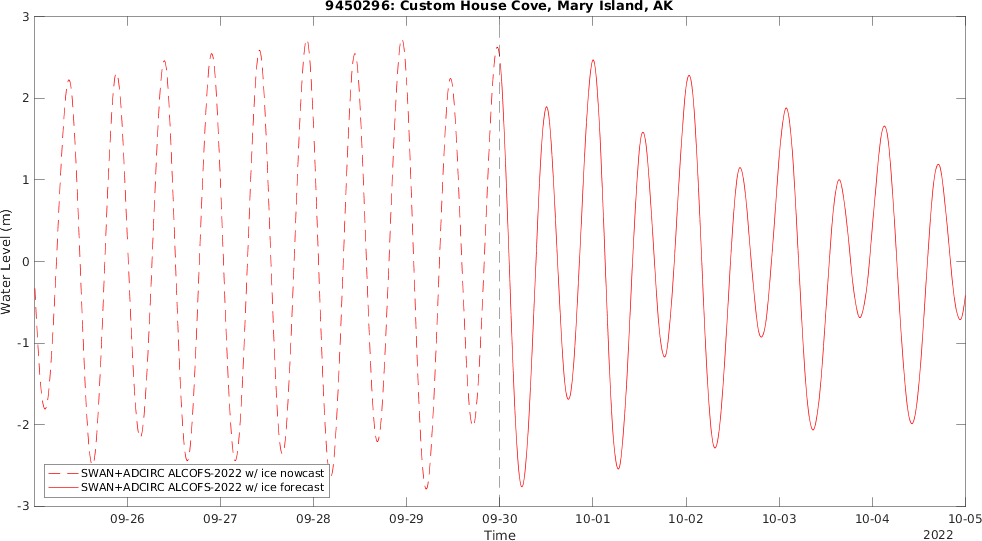 9450296: Custom House Cove, Mary Island, AK
3
2
1
0
-1
-2
-3
Water Level (m)
SWAN+ADCIRC ALCOFS-2022 w/ ice nowcast
SWAN+ADCIRC ALCOFS-2022 w/ ice forecast
09-26 09-27 09-28 09-29 09-30 10-01 10-02 10-03 10-04 10-05
Time
2022